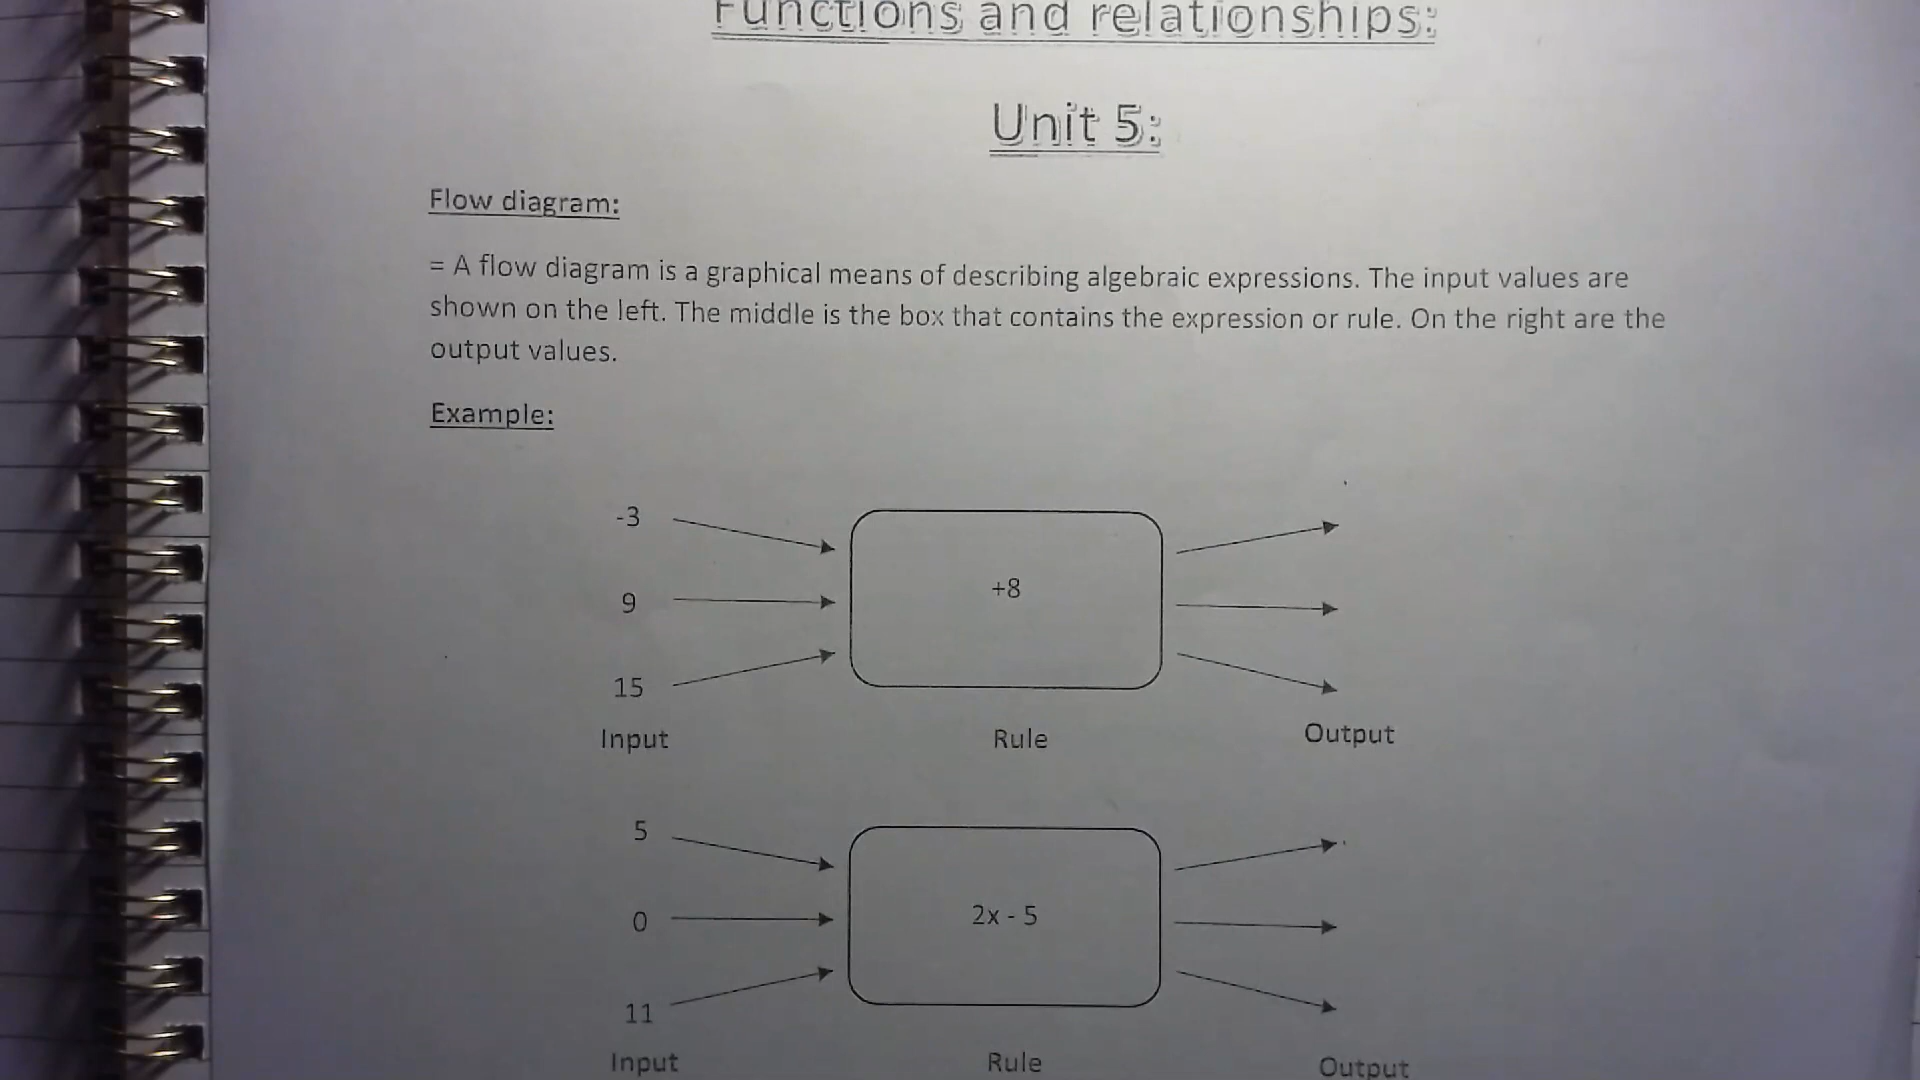 Functions and relationships:
Unit 5:
Flow diagram:
= A flow diagram is a graphical means of describing algebraic expressions. The input values are
shown on the left. The middle is the box that contains the expression or rule. On the right are the
output values.
Example:
-3
9
15
+8
Input Rule Output
5
0
11
2x - 5
Input Rule Output